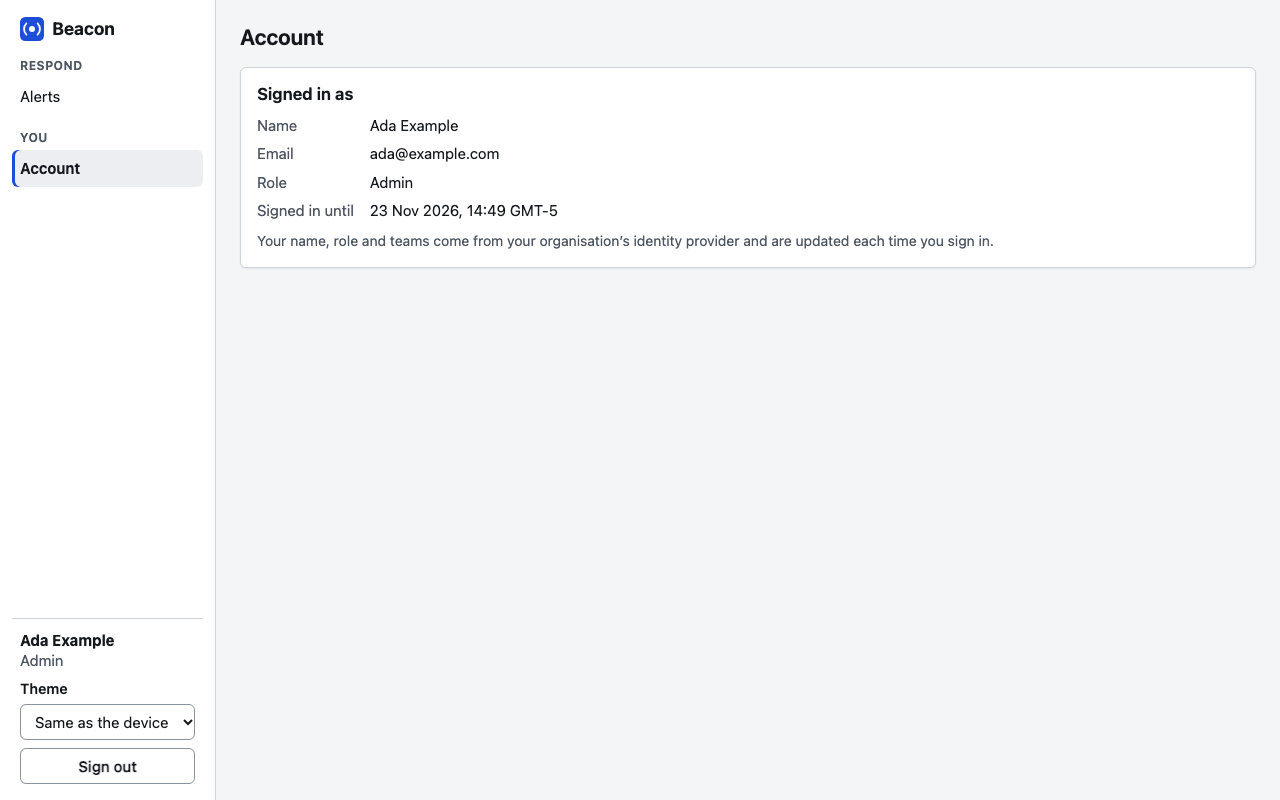 Beacon
RESPOND
Alerts
YOU
Account
Ada Example
Admin
Theme
Same as the device
Sign out
Account
Signed in as
Name Ada Example
Email ada@example.com
Role Admin
Signed in until 23 Nov 2026, 14:49 GMT-5
Your name, role and teams come from your organisation’s identity provider and are updated each time you sign in.